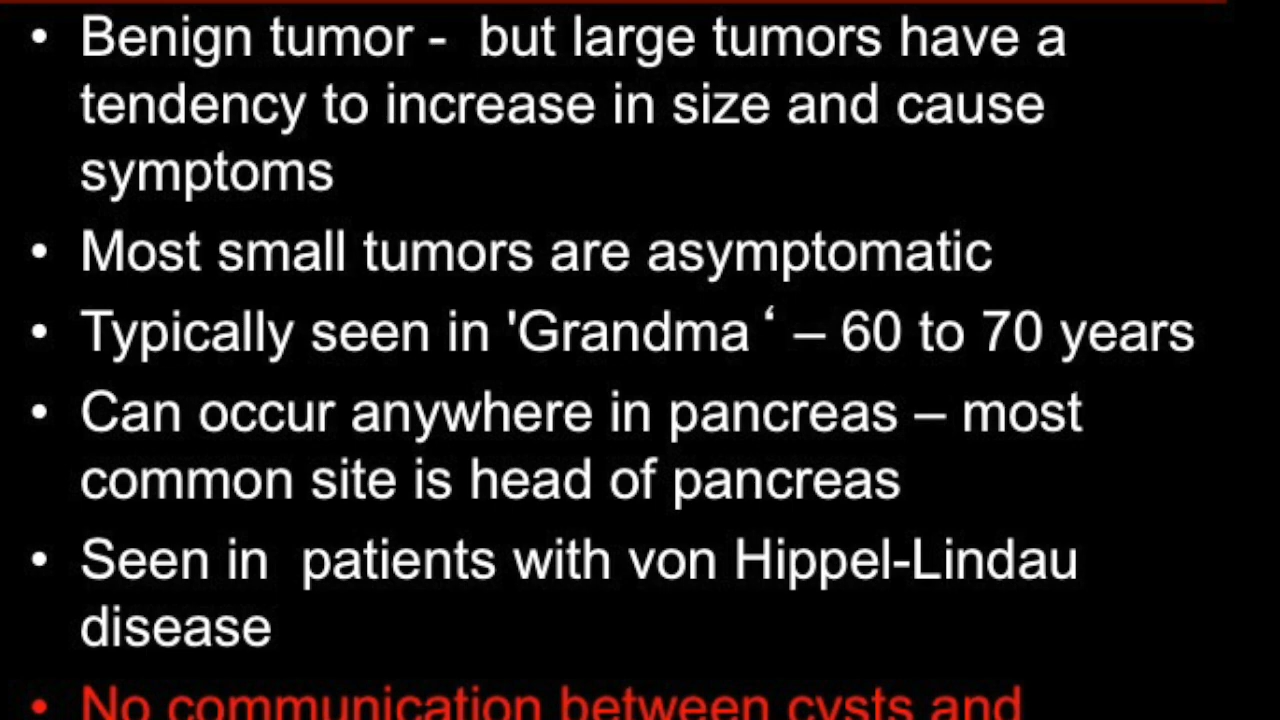 • Benign tumor -  but large tumors have a
tendency to increase in size and cause
symptoms
• Most small tumors are asymptomatic
• Typically seen in 'Grandma ‘ – 60 to 70 years
• Can occur anywhere in pancreas – most
common site is head of pancreas
• Seen in  patients with von Hippel-Lindau
disease
• No communication between cysts and